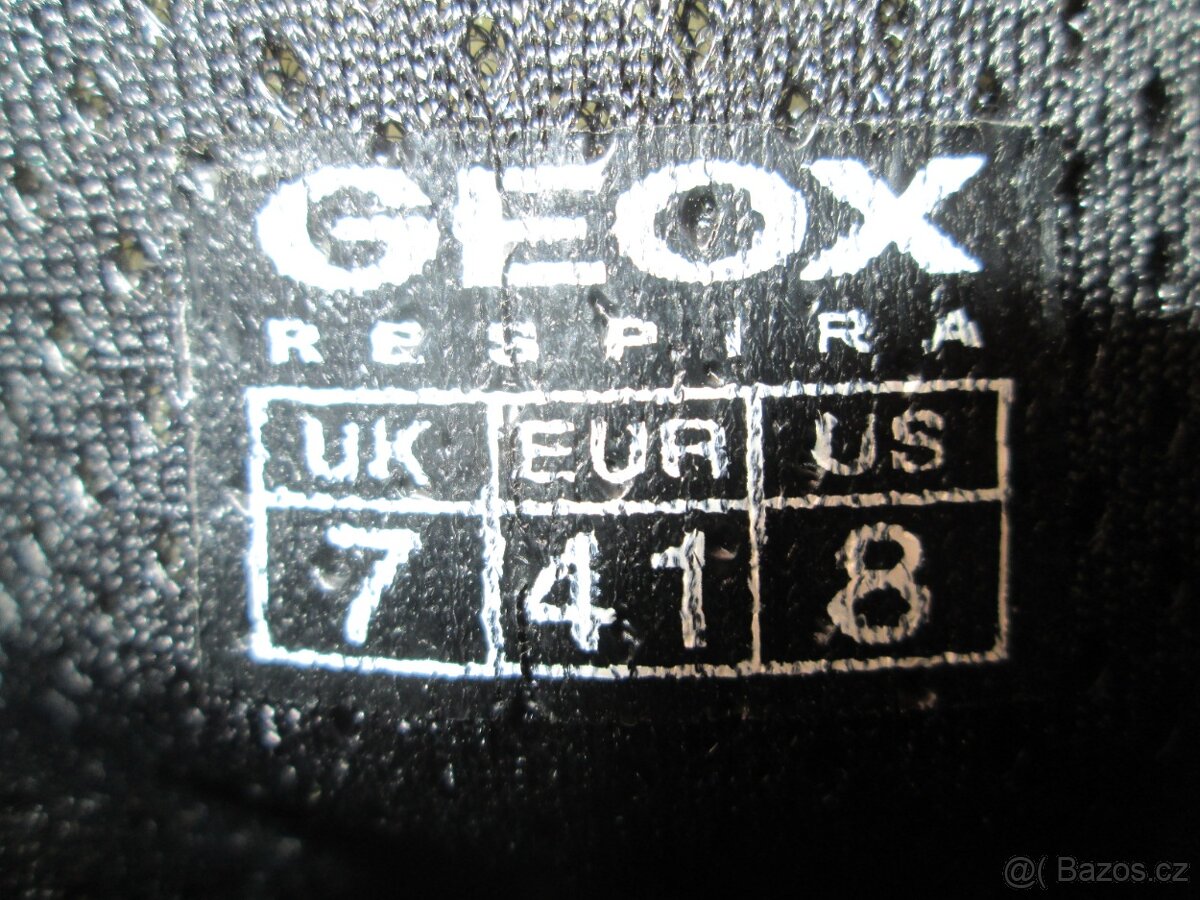 GEOX
RESPIRA
UK EUR US
7 41 8
@( Bazos.cz